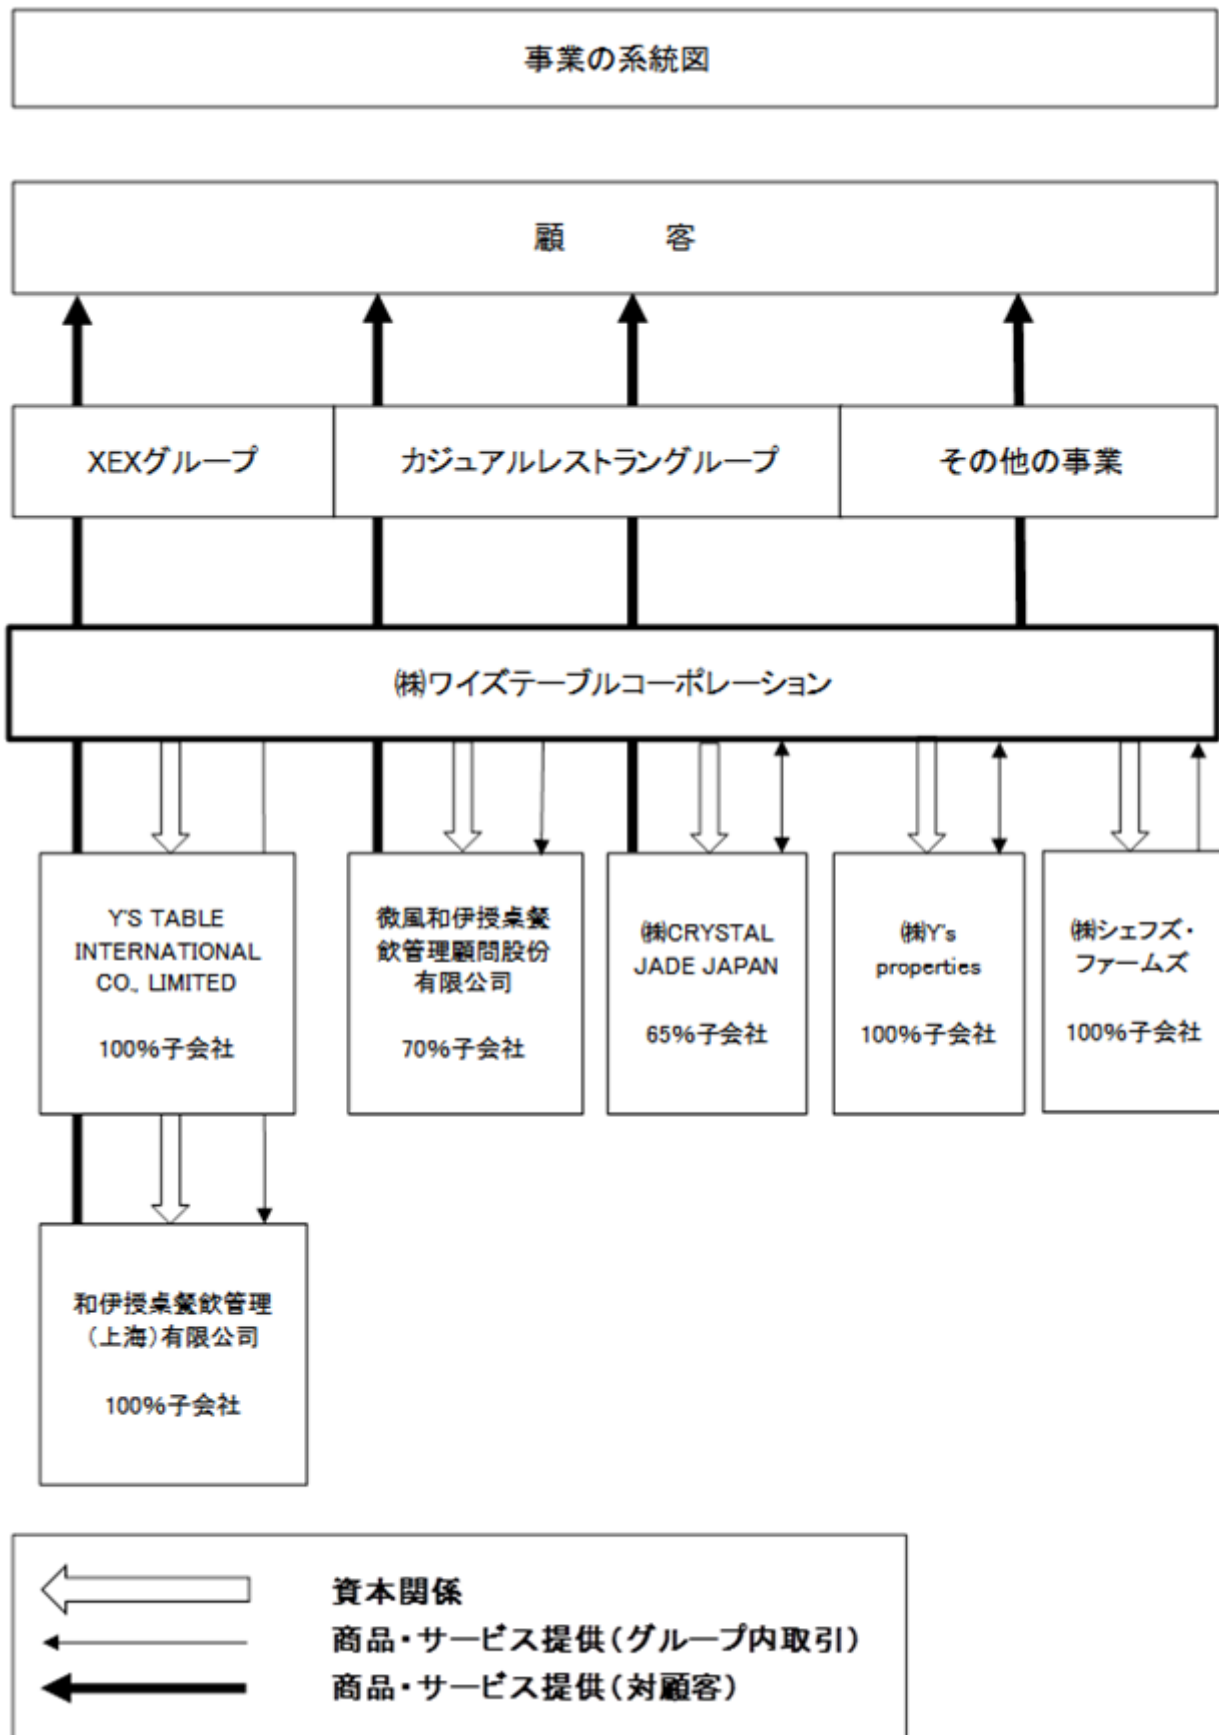 事業の系統図
顧　　　客
XEXグループ
カジュアルレストラングループ
その他の事業
㈱ワイズテーブルコーポレーション
Y'S TABLE
INTERNATIONAL
CO., LIMITED
100%子会社
微風和伊授桌餐
飲管理顧問股份
有限公司
70%子会社
㈱CRYSTAL
JADE JAPAN
65%子会社
㈱Y's
properties
100%子会社
㈱シェフズ・
ファームズ
100%子会社
和伊授桌餐飲管理
(上海)有限公司
100%子会社
資本関係
商品・サービス提供(グループ内取引)
商品・サービス提供(対顧客)